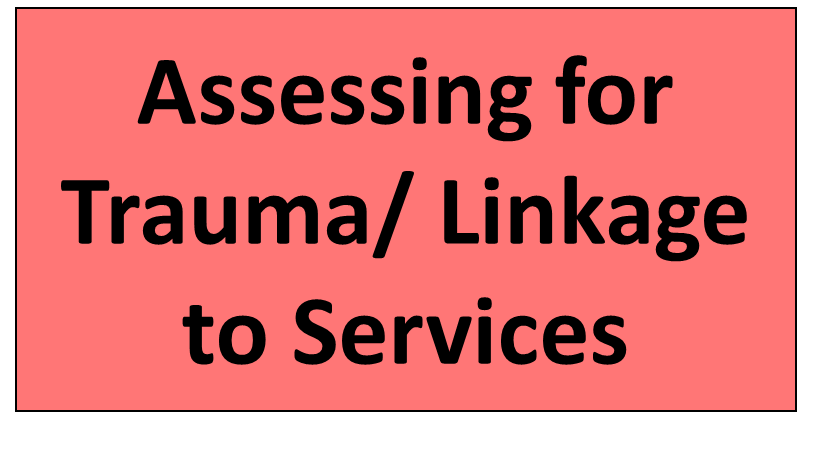 Assessing for
Trauma/ Linkage
to Services